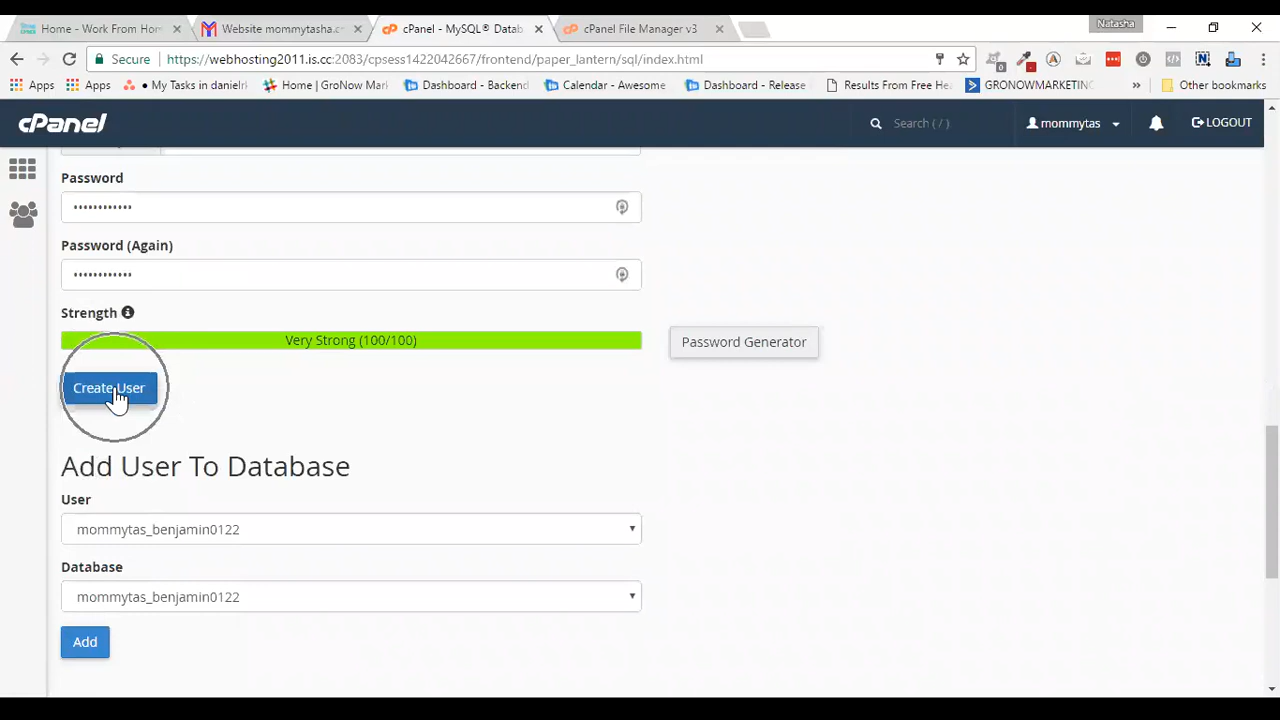 Natasha
Home - Work From Hom
Website mommytasha.c
cPanel - MySQL® Datab
cPanel File Manager v3
Secure
https://webhosting2011.is.cc:2083/cpsess1422042667/frontend/paper_lantern/sql/index.html
Apps
Apps
• My Tasks in danielri
Home | GroNow Mark
Dashboard - Backend
Calendar - Awesome
Dashboard - Release
Results From Free He
GRONOWMARKETING
»
Other bookmarks
cPanel
Search ( / )
mommytas
LOGOUT
Password
••••••••••••
Password (Again)
••••••••••••
Strength
Very Strong (100/100)
Password Generator
Create User
Add User To Database
User
mommytas_benjamin0122
Database
mommytas_benjamin0122
Add